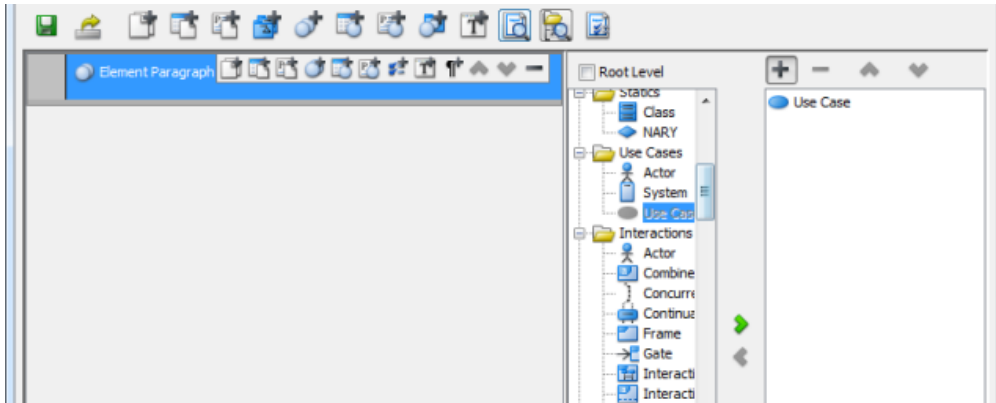 Element Paragraph
Root Level
Statics
Class
NARY
Use Cases
Actor
System
Use Cas
Interactions
Actor
Combine
Concurre
Continua
Frame
Gate
Interacti
Interacti
Use Case